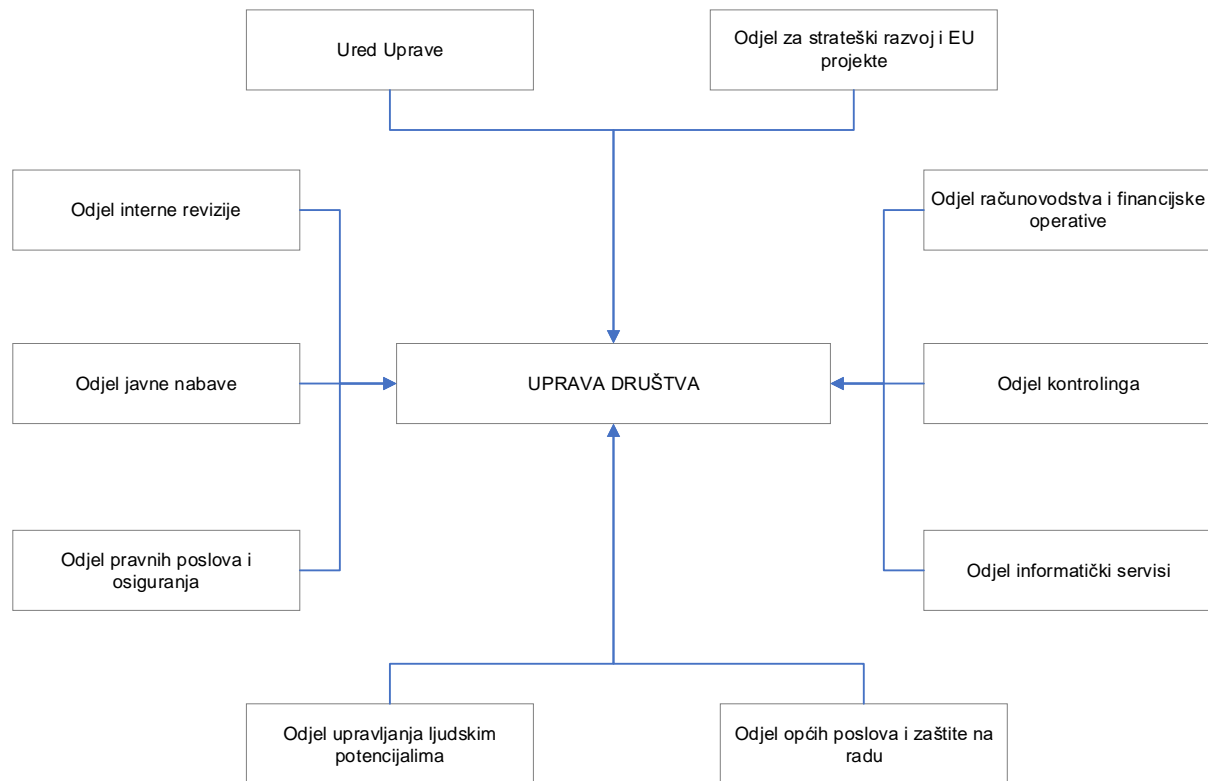 Ured Uprave
Odjel za strateški razvoj i EU
projekte
Odjel interne revizije
Odjel računovodstva i financijske
operative
Odjel javne nabave
UPRAVA DRUŠTVA
Odjel kontrolinga
Odjel pravnih poslova i
osiguranja
Odjel informatički servisi
Odjel upravljanja ljudskim
potencijalima
Odjel općih poslova i zaštite na
radu